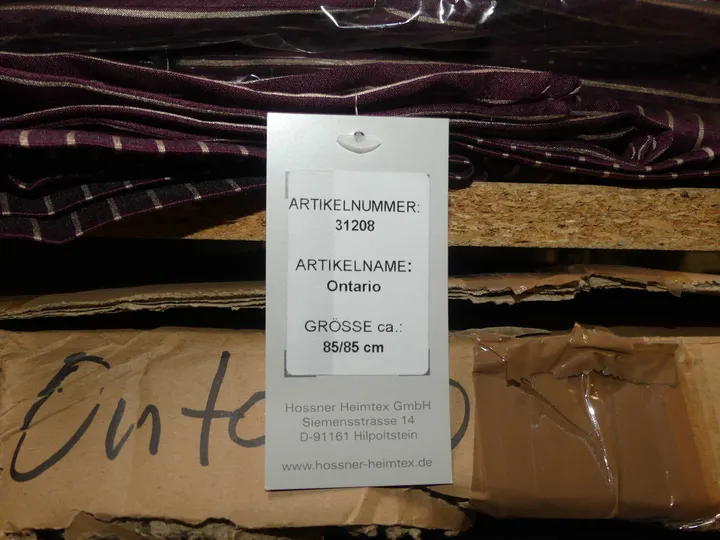 ARTIKELNUMMER:
31208
ARTIKELNAME:
Ontario
GRÖSSE ca.:
85/85 cm
Hossner Heimtex GmbH
Siemensstrasse 14
D-91161 Hilpoltstein
www.hossner-heimtex.de